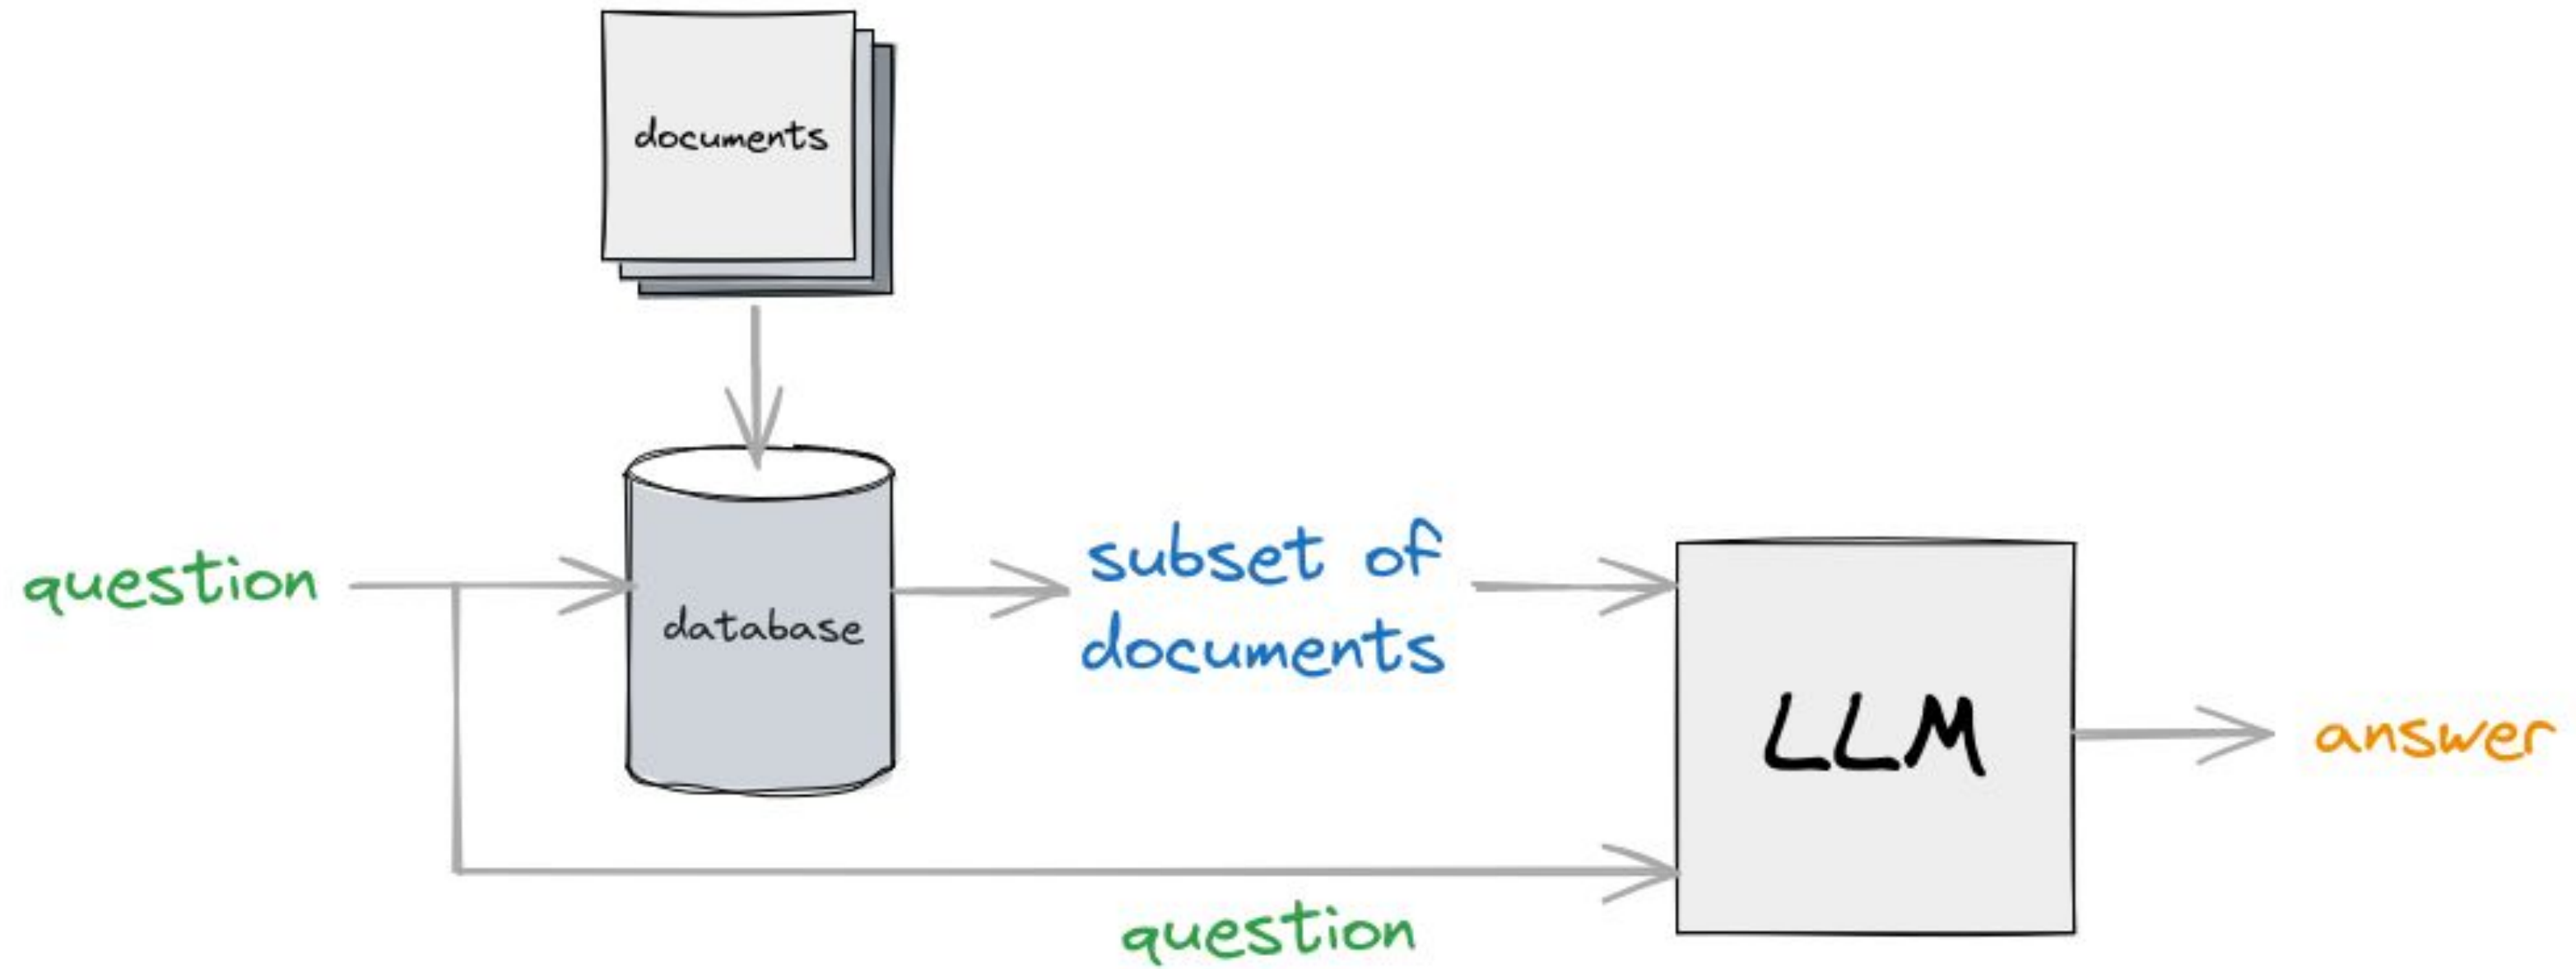 documents
question
database
subset of
documents
LLM
answer
question